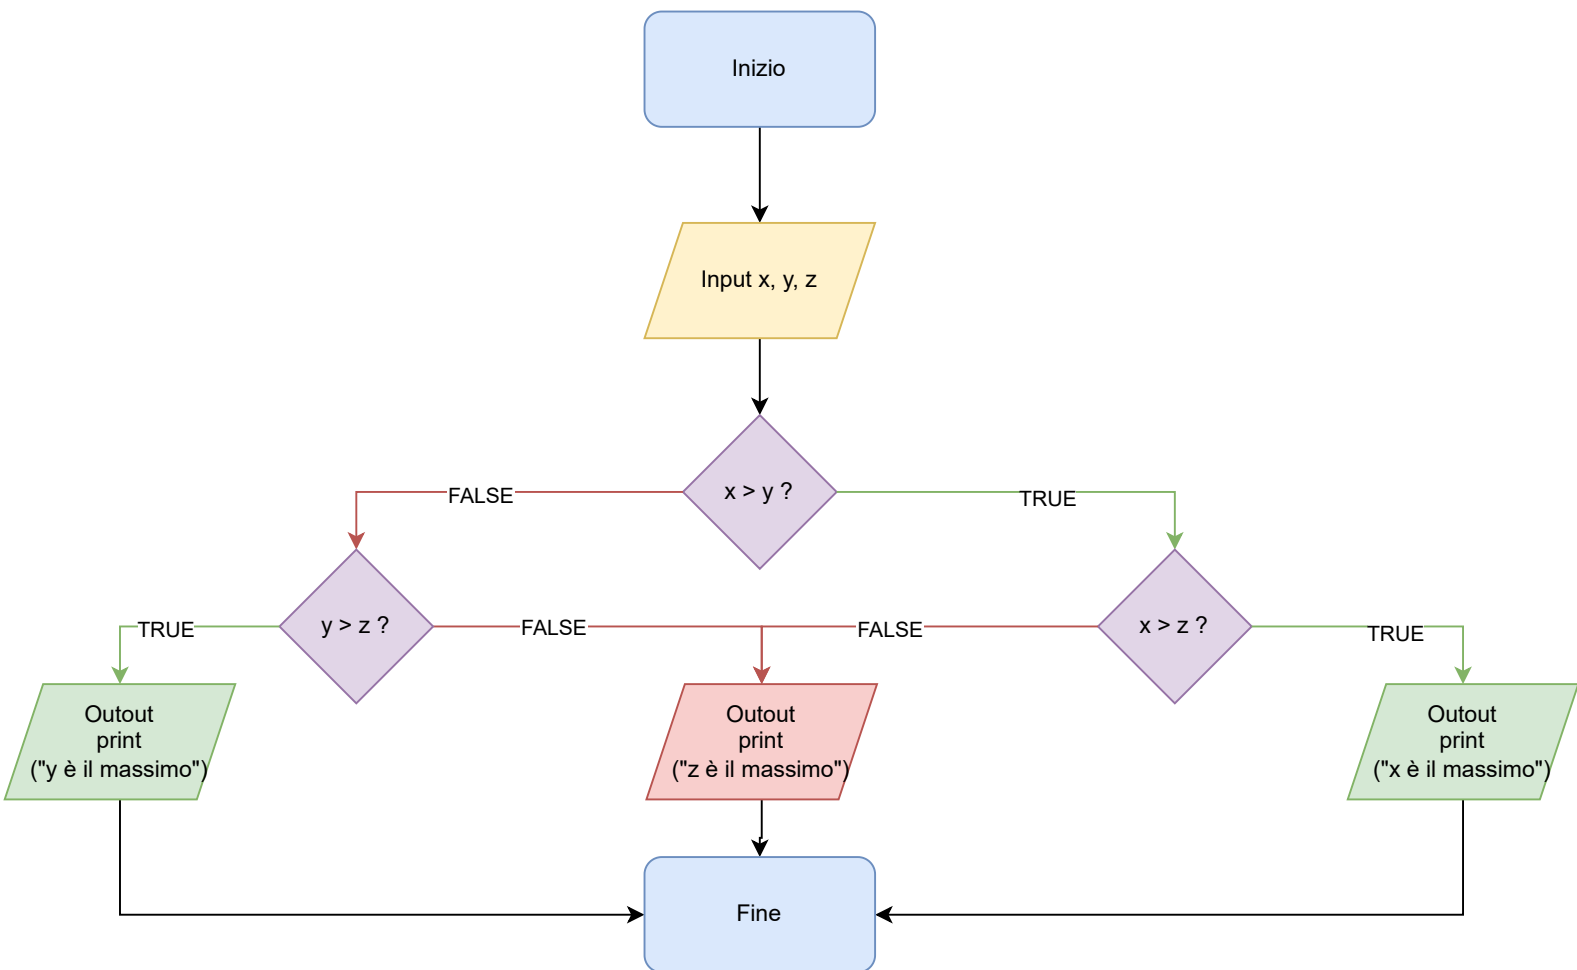 Inizio
Input x, y, z
x > y ?
FALSE
TRUE
y > z ?
x > z ?
TRUE
FALSE
FALSE
TRUE
Outout
print
("y è il massimo")
Outout
print
("z è il massimo")
Outout
print
("x è il massimo")
Fine